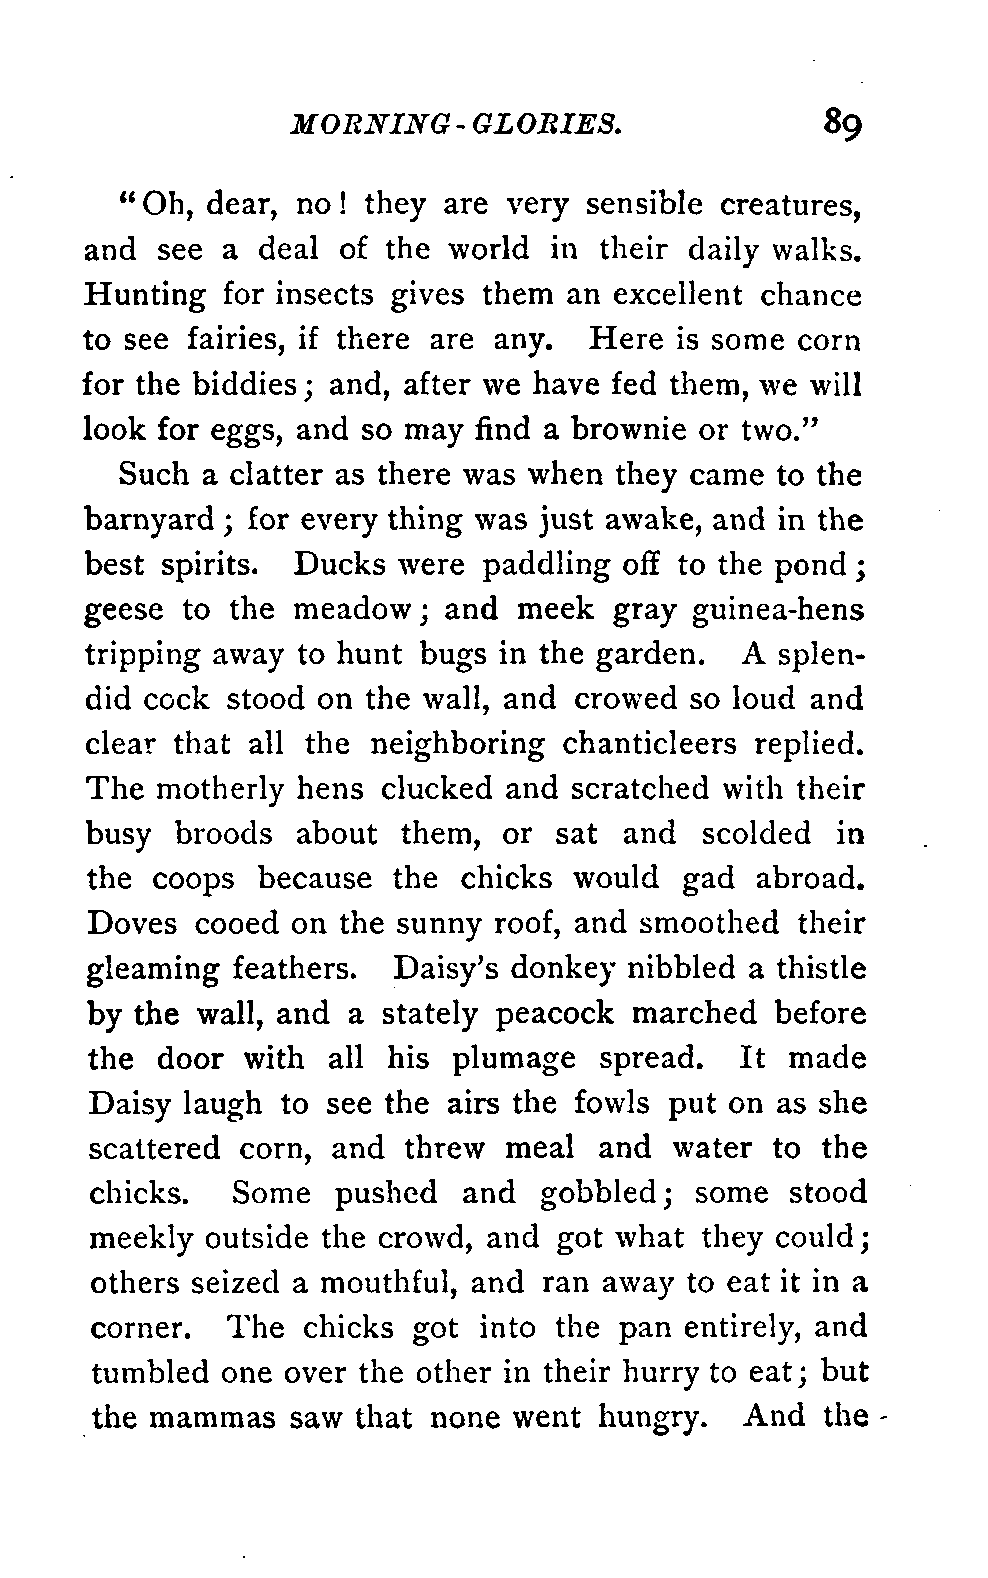 MORNING-GLORIES. 89
“Oh, dear, no! they are very sensible creatures,
and see a deal of the world in their daily walks.
Hunting for insects gives them an excellent chance
to see fairies, if there are any. Here is some corn
for the biddies; and, after we have fed them, we will
look for eggs, and so may find a brownie or two.”
Such a clatter as there was when they came to the
barnyard; for every thing was just awake, and in the
best spirits. Ducks were paddling off to the pond;
geese to the meadow; and meek gray guinea-hens
tripping away to hunt bugs in the garden. A splen-
did cock stood on the wall, and crowed so loud and
clear that all the neighboring chanticleers replied.
The motherly hens clucked and scratched with their
busy broods about them, or sat and scolded in
the coops because the chicks would gad abroad.
Doves cooed on the sunny roof, and smoothed their
gleaming feathers. Daisy’s donkey nibbled a thistle
by the wall, and a stately peacock marched before
the door with all his plumage spread. It made
Daisy laugh to see the airs the fowls put on as she
scattered corn, and threw meal and water to the
chicks. Some pushed and gobbled; some stood
meekly outside the crowd, and got what they could;
others seized a mouthful, and ran away to eat it in a
corner. The chicks got into the pan entirely, and
tumbled one over the other in their hurry to eat; but
the mammas saw that none went hungry. And the